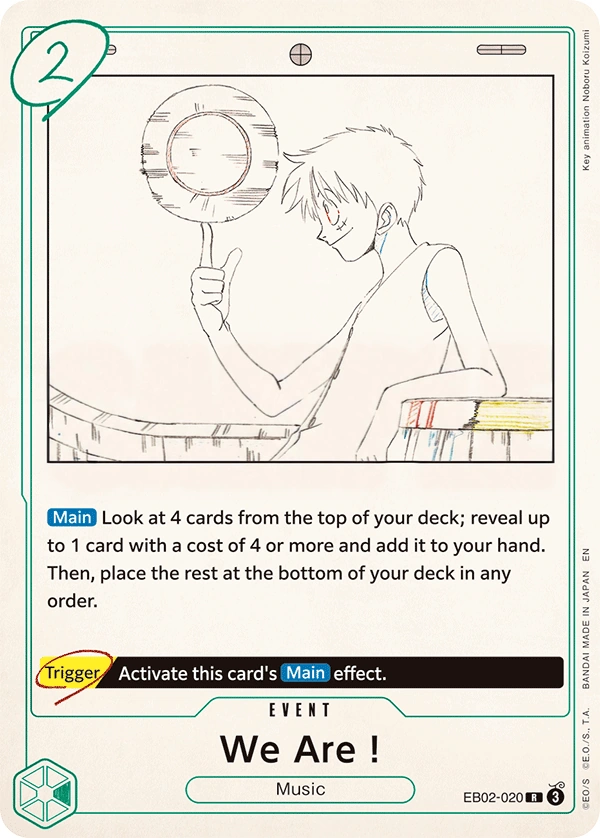 2
Key animation Noboru Koizumi
Main Look at 4 cards from the top of your deck; reveal up
to 1 card with a cost of 4 or more and add it to your hand.
Then, place the rest at the bottom of your deck in any
order.
Trigger Activate this card's Main effect.
EVENT
We Are !
Music
EB02-020 R 3
©EO/S ©E.O./S., T.A. BANDAI MADE IN JAPAN EN